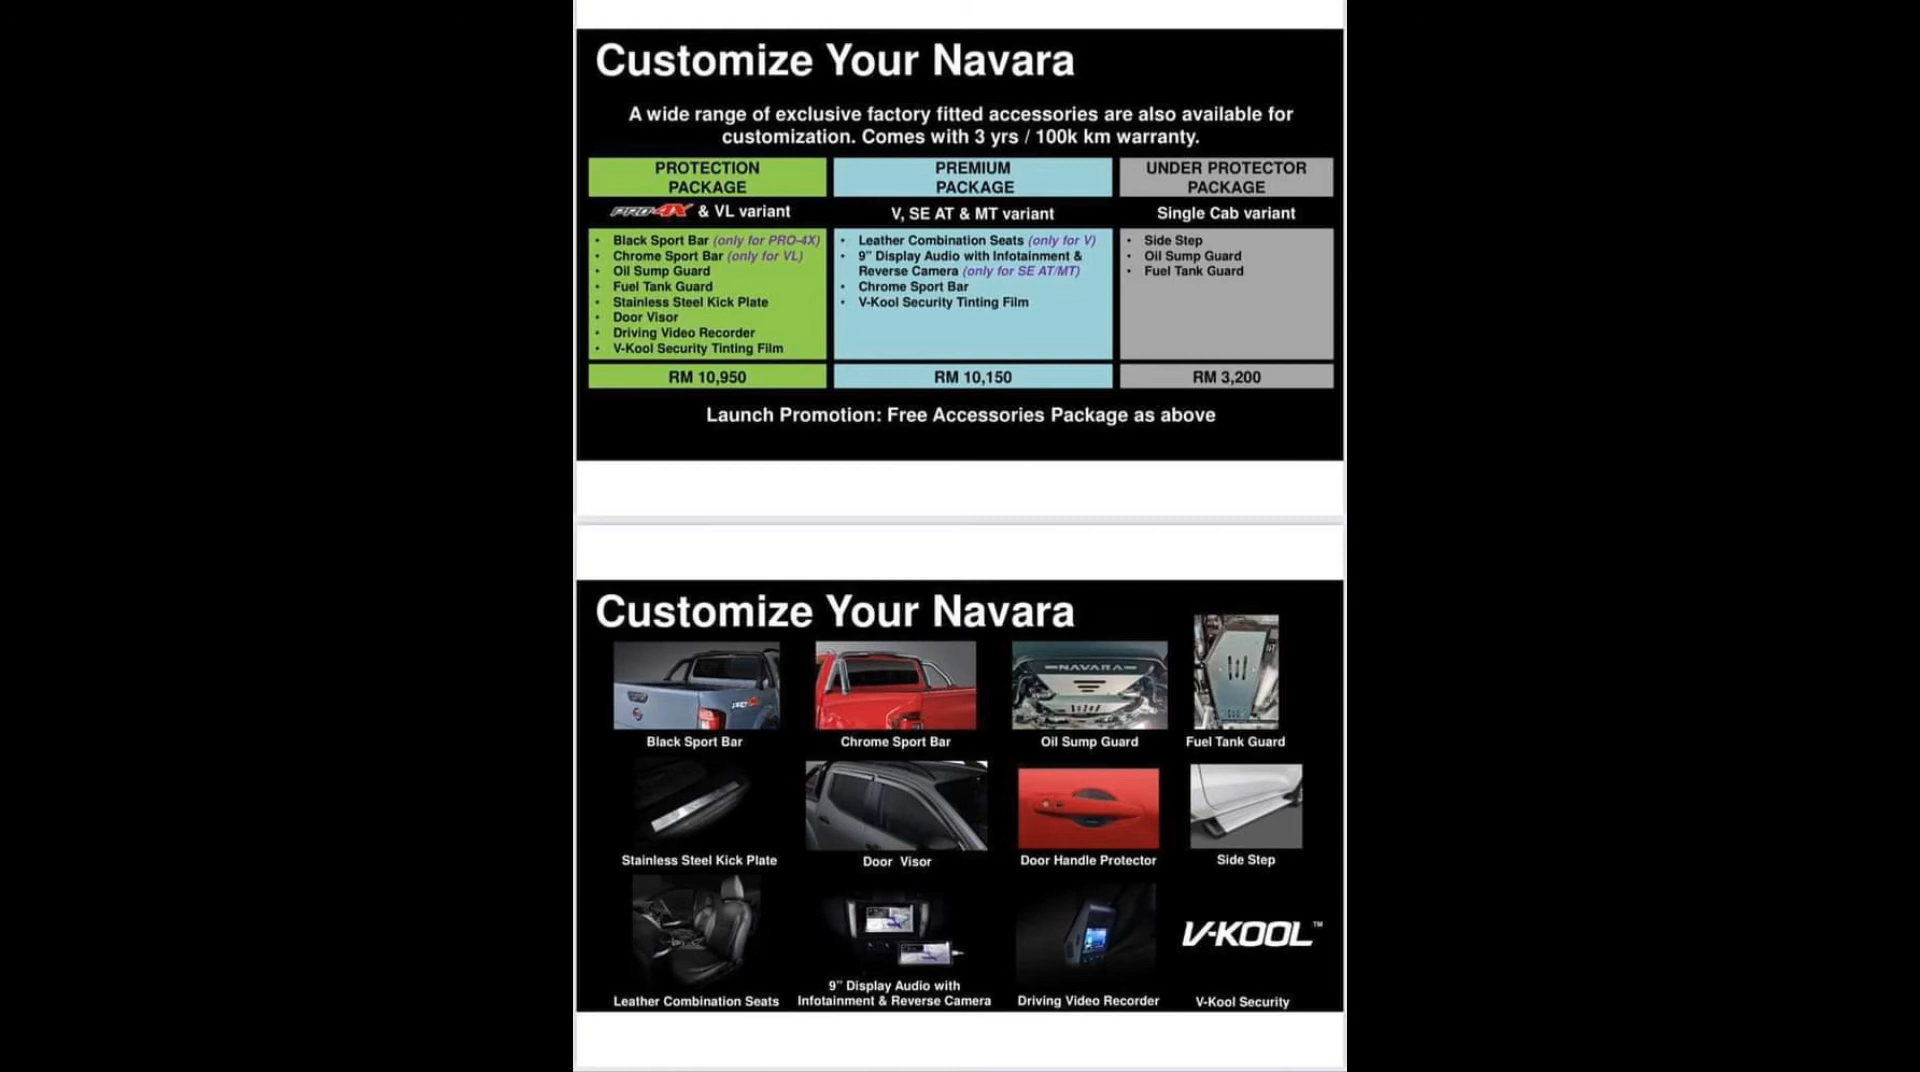 Customize Your Navara
A wide range of exclusive factory fitted accessories are also available for
customization. Comes with 3 yrs / 100k km warranty.
PROTECTION
PACKAGE
PRO-4X & VL variant
• Black Sport Bar (only for PRO-4X)
• Chrome Sport Bar (only for VL)
• Oil Sump Guard
• Fuel Tank Guard
• Stainless Steel Kick Plate
• Door Visor
• Driving Video Recorder
• V-Kool Security Tinting Film
RM 10,950
PREMIUM
PACKAGE
V, SE AT & MT variant
• Leather Combination Seats (only for V)
• 9” Display Audio with Infotainment &
Reverse Camera (only for SE AT/MT)
• Chrome Sport Bar
• V-Kool Security Tinting Film
RM 10,150
UNDER PROTECTOR
PACKAGE
Single Cab variant
• Side Step
• Oil Sump Guard
• Fuel Tank Guard
RM 3,200
Launch Promotion: Free Accessories Package as above
Customize Your Navara
PRO-4X
NAVARA
Black Sport Bar
Chrome Sport Bar
Oil Sump Guard
Fuel Tank Guard
Stainless Steel Kick Plate
Door Visor
Door Handle Protector
Side Step
V-KOOL™
Leather Combination Seats
9” Display Audio with
Infotainment & Reverse Camera
Driving Video Recorder
V-Kool Security